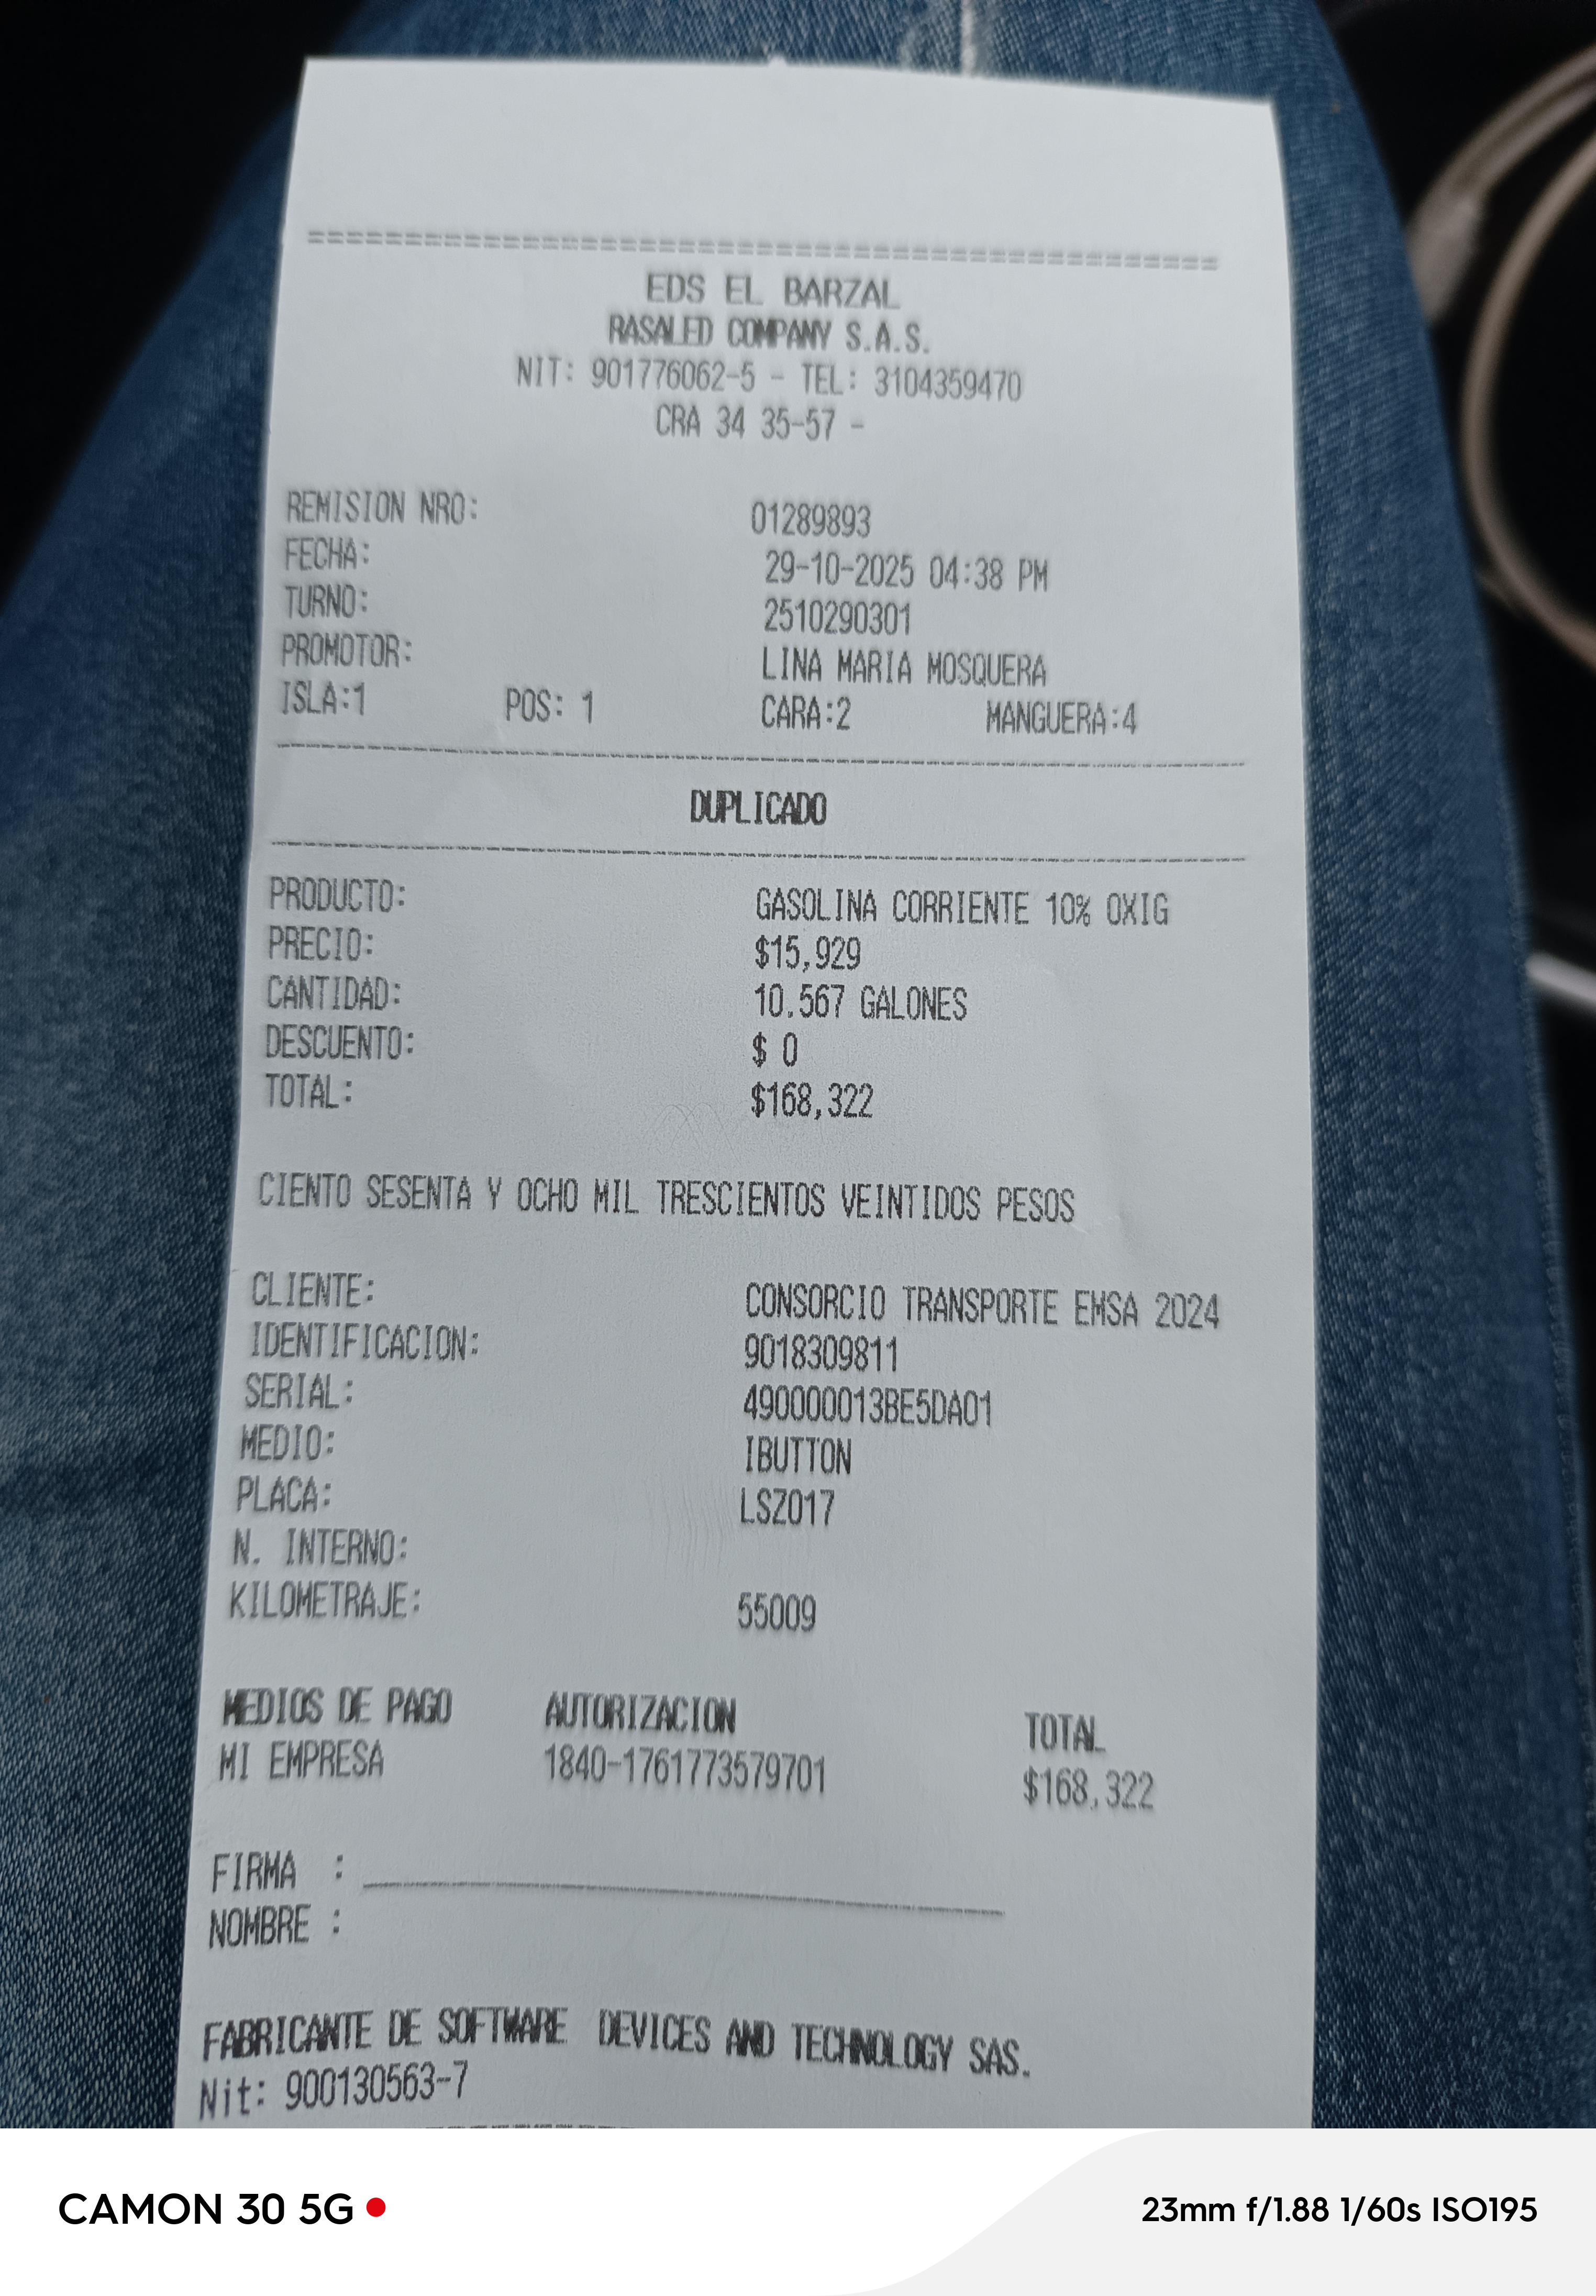 ================================================
EDS EL BARZAL
RASALED COMPANY S.A.S.
NIT: 901776062-5 - TEL: 3104359470
CRA 34 35-57 -
REMISION NRO: 01289893
FECHA: 29-10-2025 04:38 PM
TURNO: 2510290301
PROMOTOR: LINA MARIA MOSQUERA
ISLA:1 POS: 1 CARA:2 MANGUERA:4
DUPLICADO
PRODUCTO: GASOLINA CORRIENTE 10% OXIG
PRECIO: $15,929
CANTIDAD: 10.567 GALONES
DESCUENTO: $ 0
TOTAL: $168,322
CIENTO SESENTA Y OCHO MIL TRESCIENTOS VEINTIDOS PESOS
CLIENTE: CONSORCIO TRANSPORTE EMSA 2024
IDENTIFICACION: 9018309811
SERIAL: 490000013BE5DA01
MEDIO: IBUTTON
PLACA: LSZ017
N. INTERNO:
KILOMETRAJE: 55009
MEDIOS DE PAGO AUTORIZACION TOTAL
MI EMPRESA 1840-1761773579701 $168,322
FIRMA :
NOMBRE :
FABRICANTE DE SOFTWARE DEVICES AND TECHNOLOGY SAS.
Nit: 900130563-7
CAMON 30 5G
23mm f/1.88 1/60s ISO195